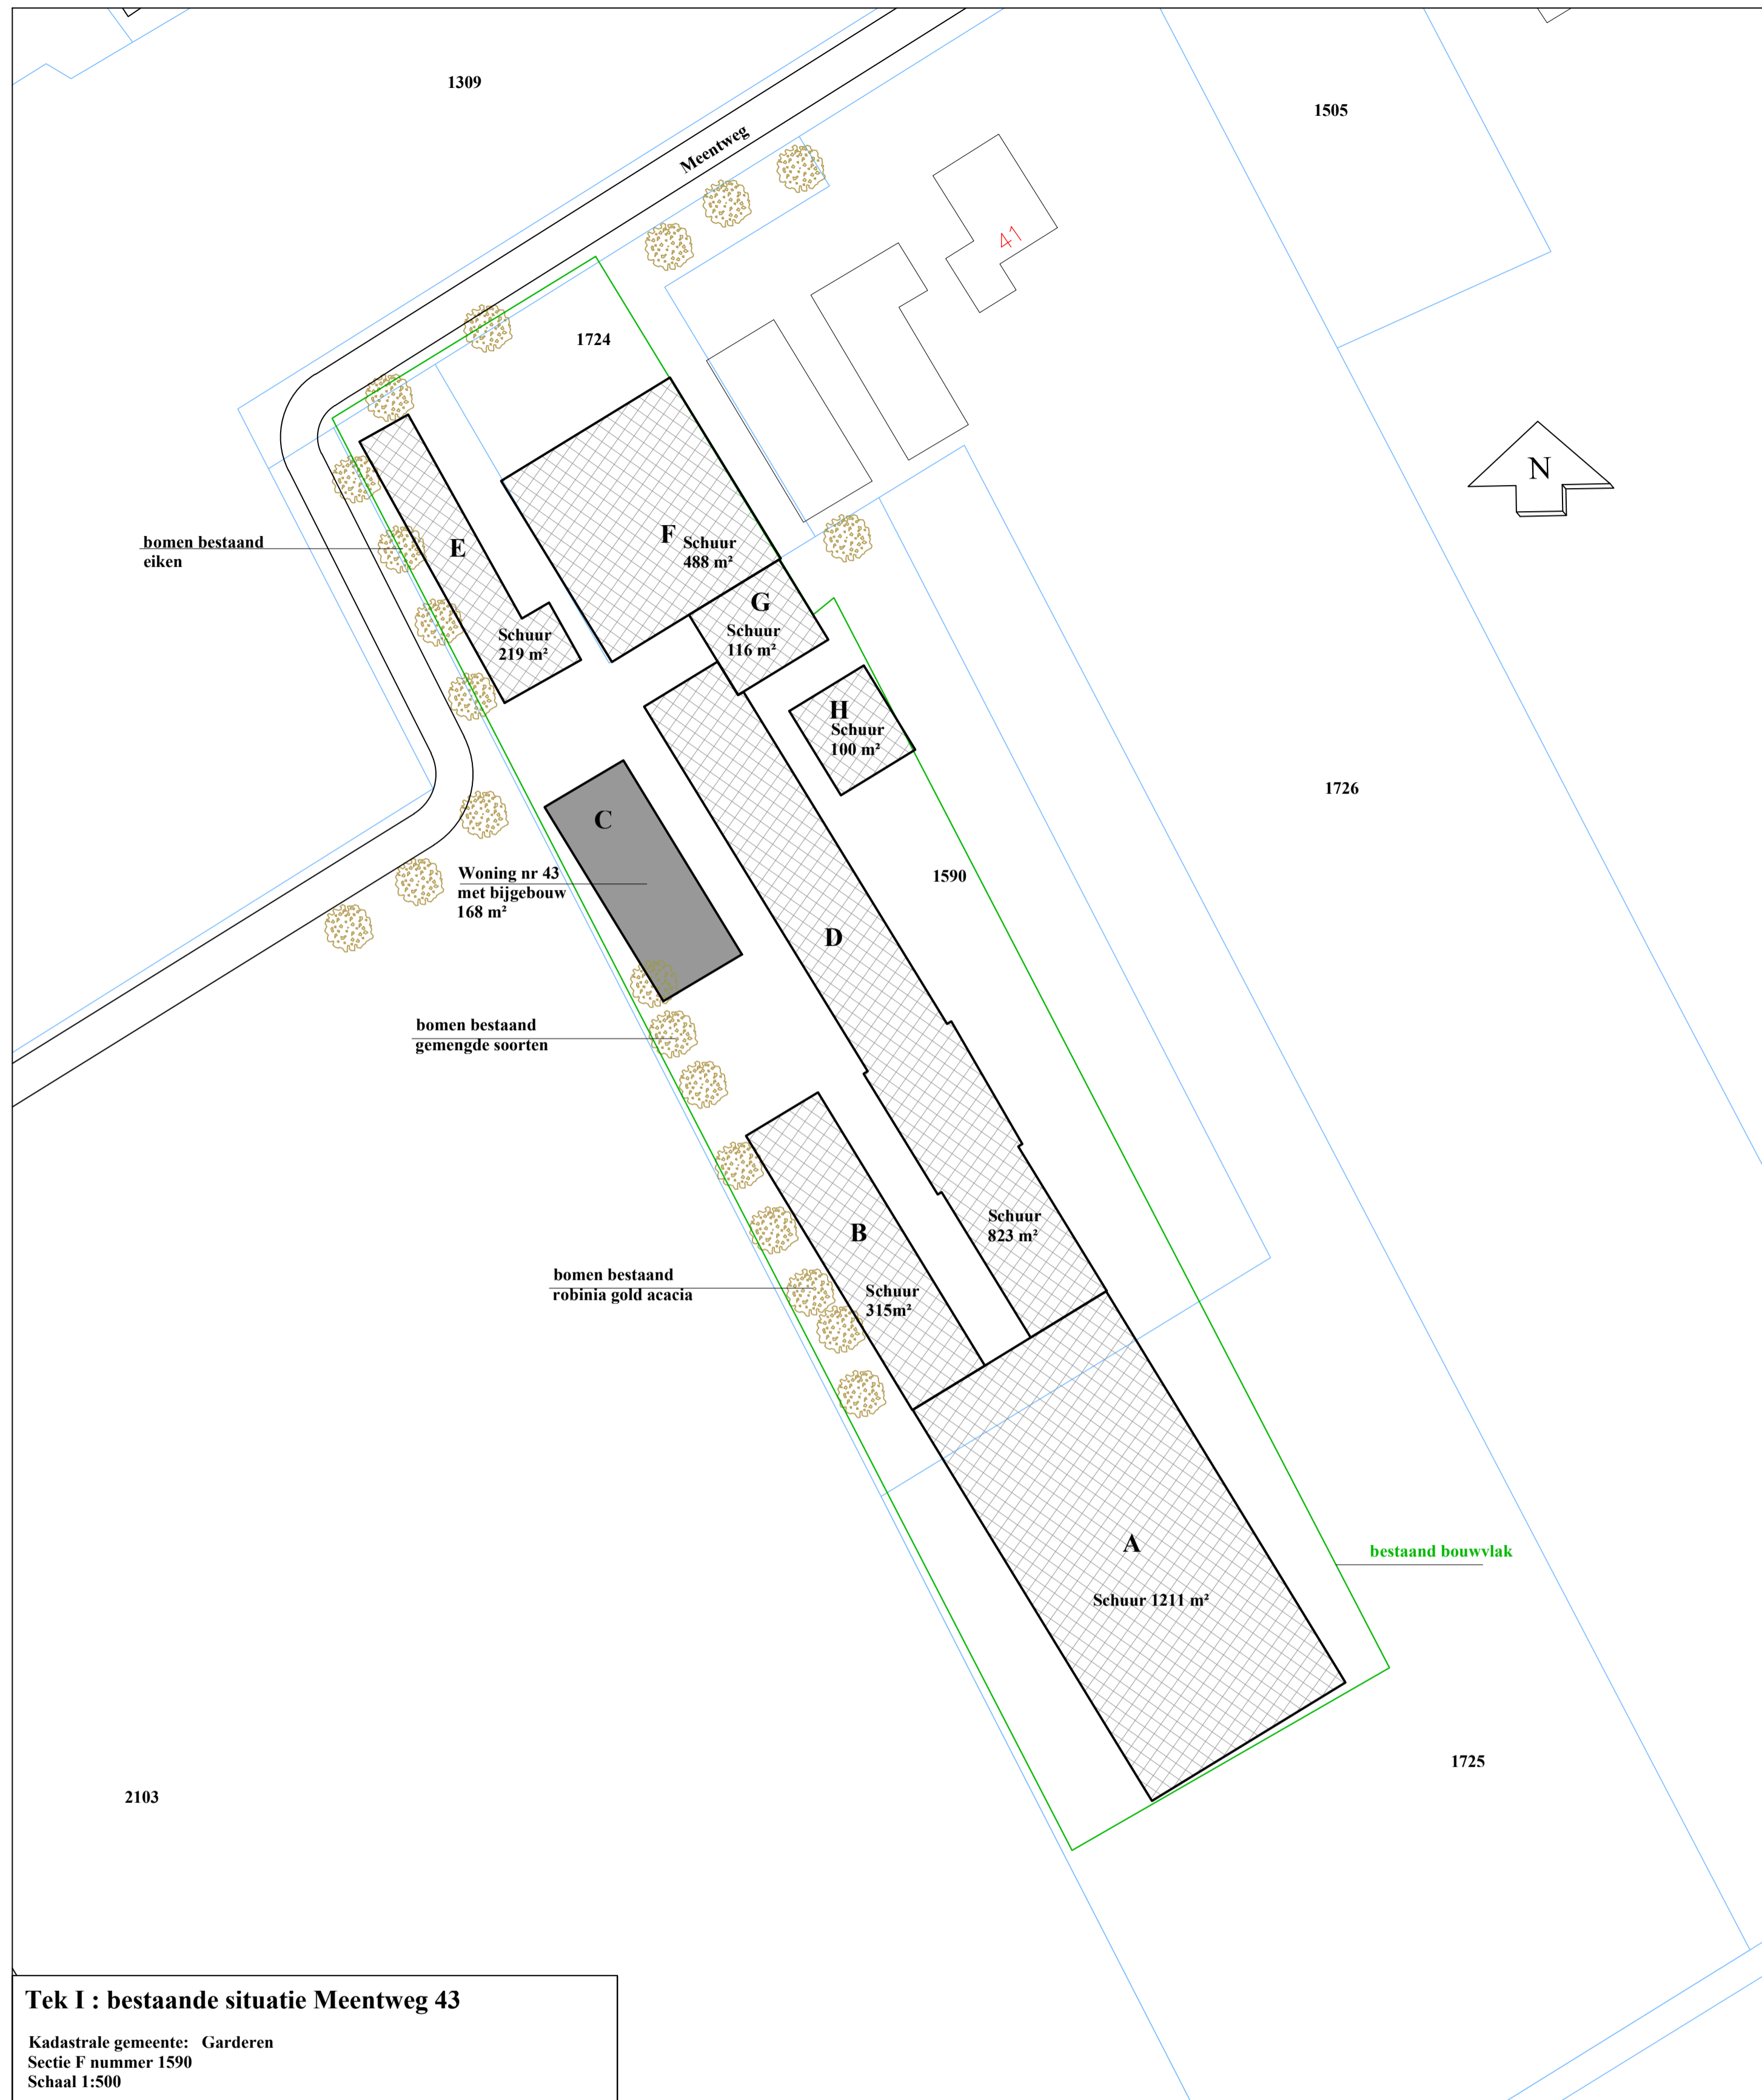 1309
1505
Meentweg
41
1724
N
bomen bestaand
eiken
E
F
Schuur
488 m²
G
Schuur
116 m²
Schuur
219 m²
H
Schuur
100 m²
1726
C
Woning nr 43
met bijgebouw
168 m²
1590
D
bomen bestaand
gemengde soorten
Schuur
823 m²
B
bomen bestaand
robinia gold acacia
Schuur
315m²
A
bestaand bouwvlak
Schuur 1211 m²
1725
2103
Tek I : bestaande situatie Meentweg 43
Kadastrale gemeente: Garderen
Sectie F nummer 1590
Schaal 1:500